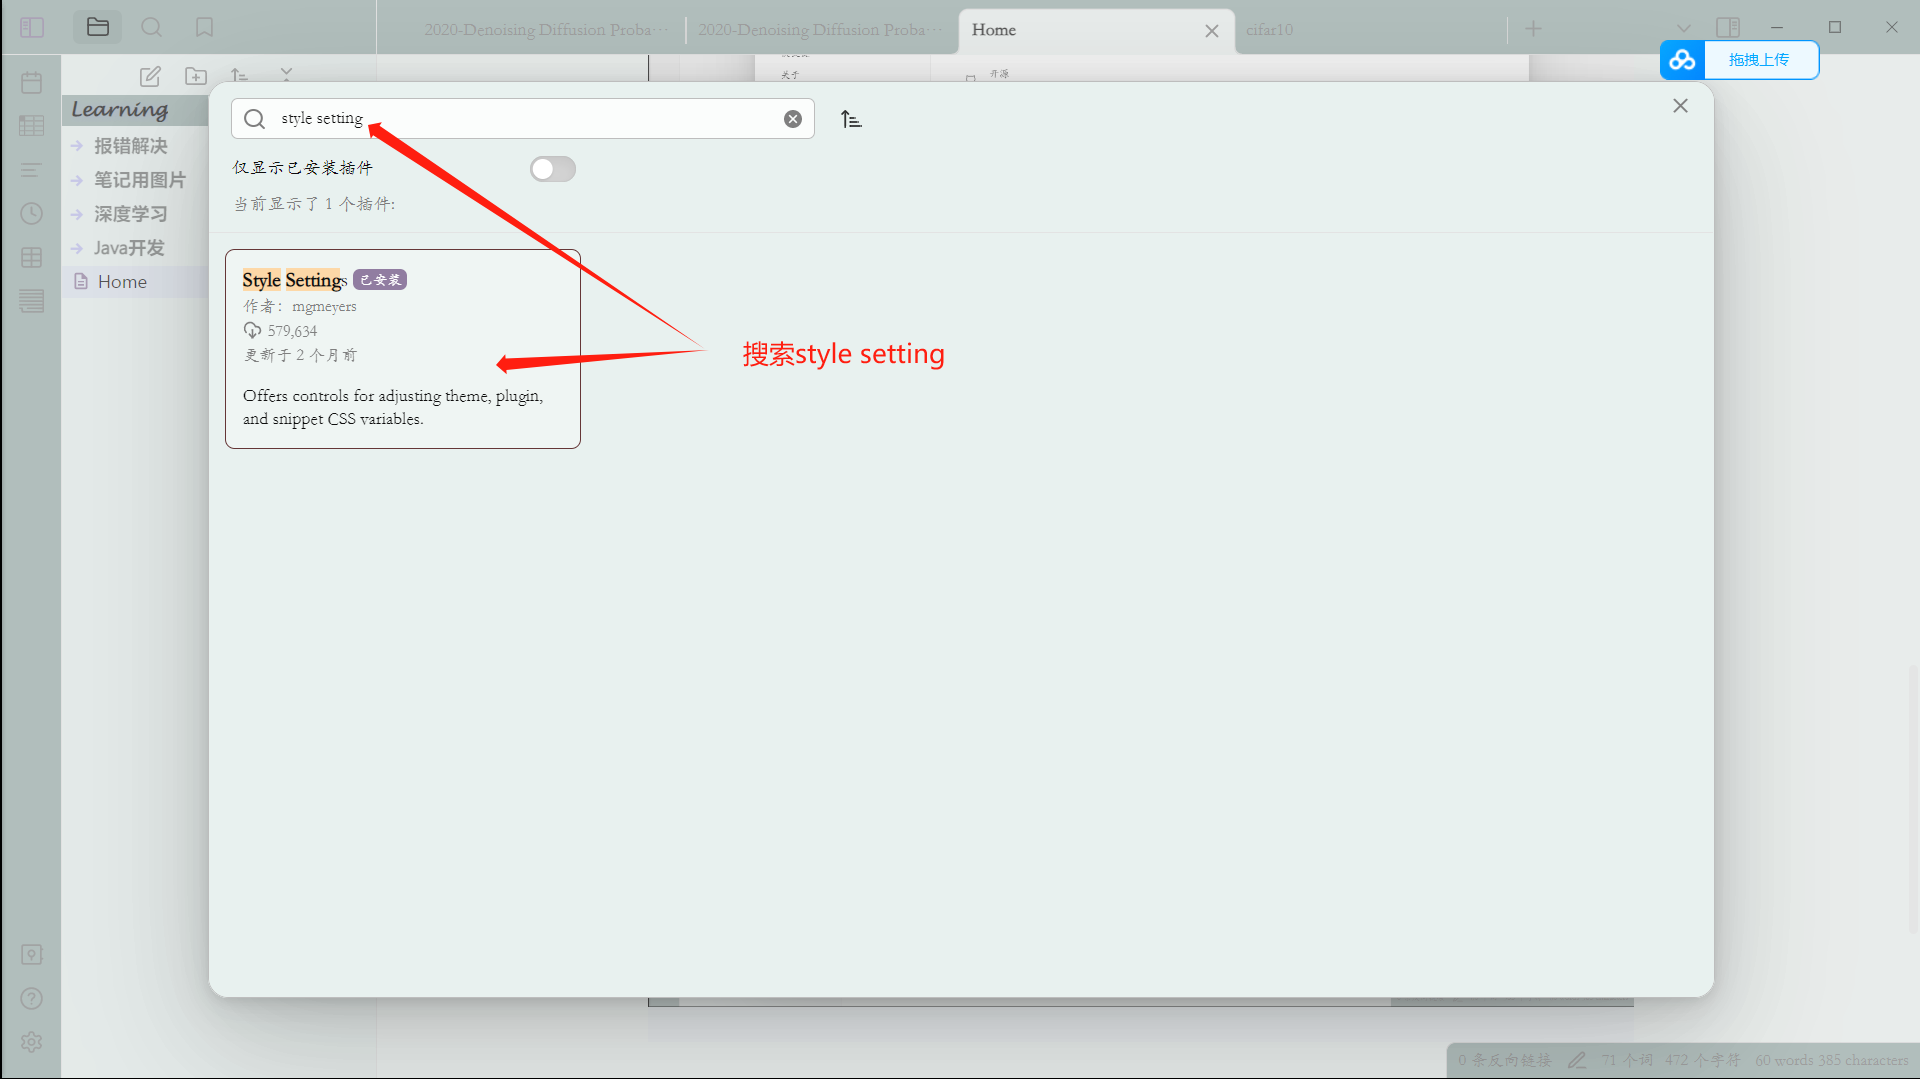 2020-Denoising Diffusion Proba···
2020-Denoising Diffusion Proba···
Home
cifar10
拖拽上传
关于
开源
Learning
报错解决
笔记用图片
深度学习
Java开发
Home
style setting
仅显示已安装插件
当前显示了 1 个插件:
Style Settings 已安装
作者： mgmeyers
579,634
更新于 2 个月前
Offers controls for adjusting theme, plugin,
and snippet CSS variables.
搜索style setting
0 条反向链接
71 个词 472 个字符
60 words 385 characters